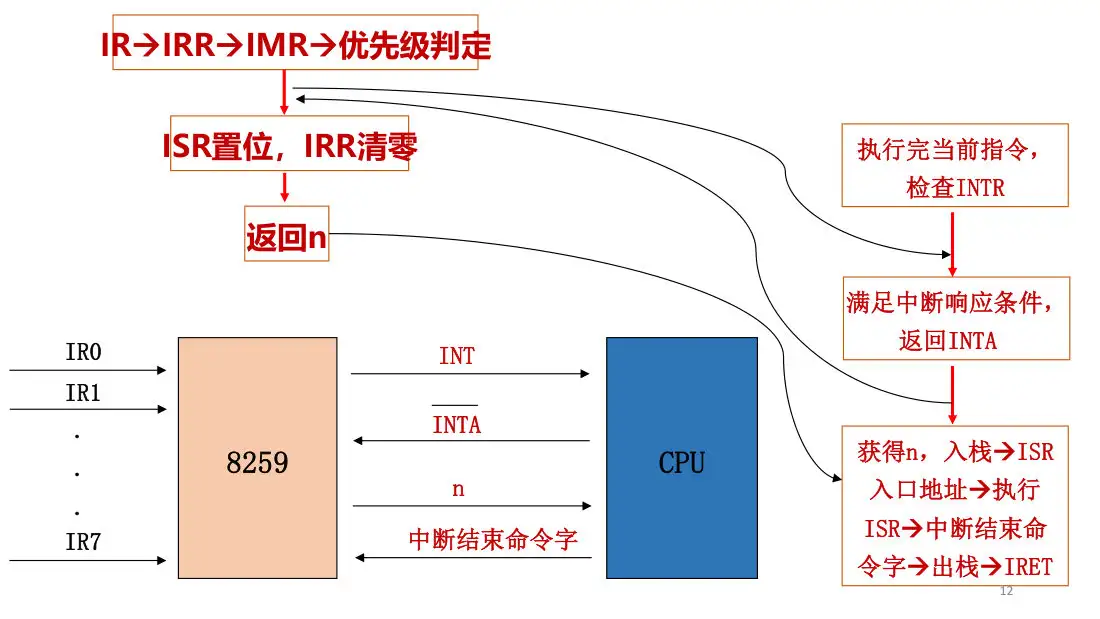 IR→IRR→IMR→优先级判定
ISR置位，IRR清零
返回n
执行完当前指令，
检查INTR
满足中断响应条件，
返回INTA
获得n，入栈→ISR
入口地址→执行
ISR→中断结束命
令字→出栈→IRET
IR0
IR1
.
.
.
IR7
8259
INT
I̅N̅T̅A̅
n
中断结束命令字
CPU
12